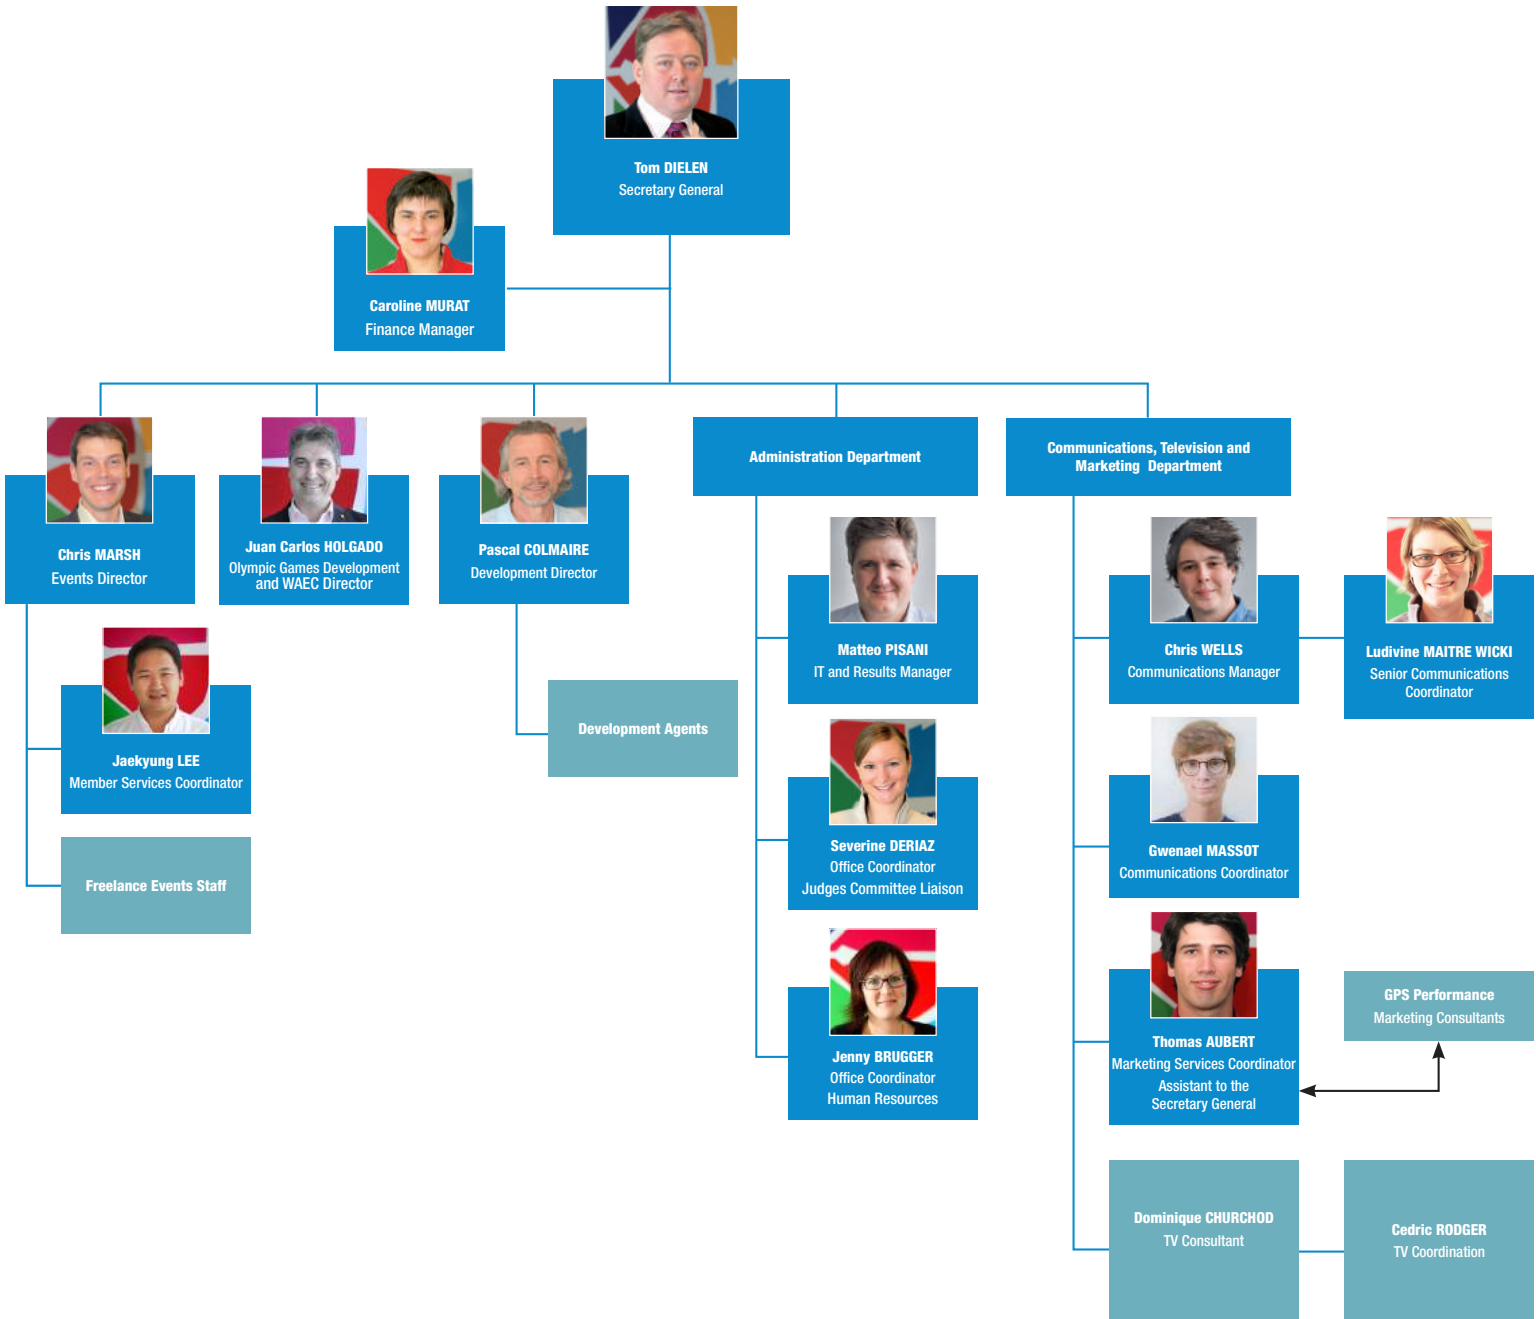 Tom DIELEN
Secretary General
Caroline MURAT
Finance Manager
Chris MARSH
Events Director
Juan Carlos HOLGADO
Olympic Games Development
and WAEC Director
Pascal COLMAIRE
Development Director
Administration Department
Communications, Television and
Marketing Department
Jaekyung LEE
Member Services Coordinator
Freelance Events Staff
Development Agents
Matteo PISANI
IT and Results Manager
Severine DERIAZ
Office Coordinator
Judges Committee Liaison
Jenny BRUGGER
Office Coordinator
Human Resources
Chris WELLS
Communications Manager
Ludivine MAITRE WICKI
Senior Communications
Coordinator
Gwenael MASSOT
Communications Coordinator
Thomas AUBERT
Marketing Services Coordinator
Assistant to the
Secretary General
GPS Performance
Marketing Consultants
Dominique CHURCHOD
TV Consultant
Cedric RODGER
TV Coordination